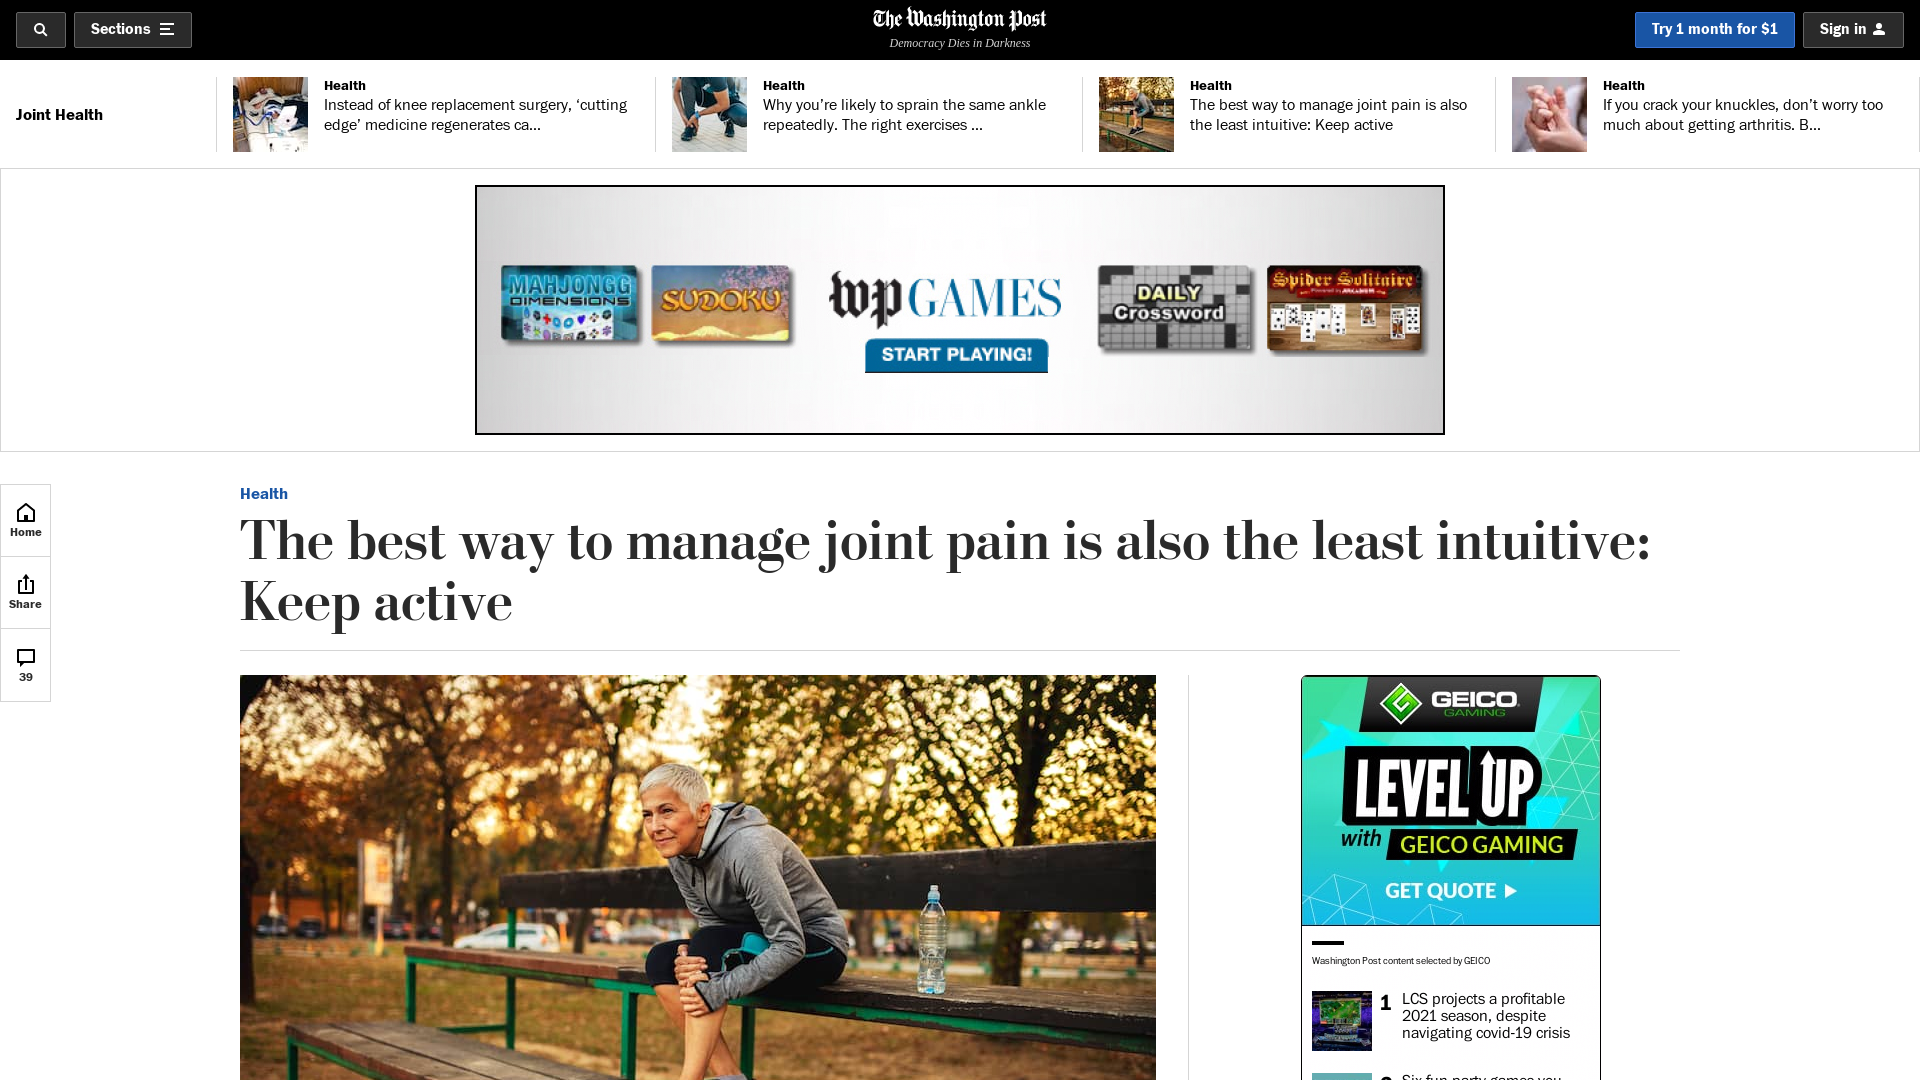 Sections
The Washington Post
Democracy Dies in Darkness
Try 1 month for $1
Sign in
Joint Health
Health
Instead of knee replacement surgery, ‘cutting
edge’ medicine regenerates ca...
Health
Why you’re likely to sprain the same ankle
repeatedly. The right exercises ...
Health
The best way to manage joint pain is also
the least intuitive: Keep active
Health
If you crack your knuckles, don’t worry too
much about getting arthritis. B...
MAHJONGG
DIMENSIONS
SUDOKU
wp GAMES
START PLAYING!
DAILY
Crossword
Spider Solitaire
Home
Share
39
Health
The best way to manage joint pain is also the least intuitive:
Keep active
GEICO
GAMING
LEVEL UP
with GEICO GAMING
GET QUOTE
Washington Post content selected by GEICO
1
LCS projects a profitable
2021 season, despite
navigating covid-19 crisis
Six fun party games you